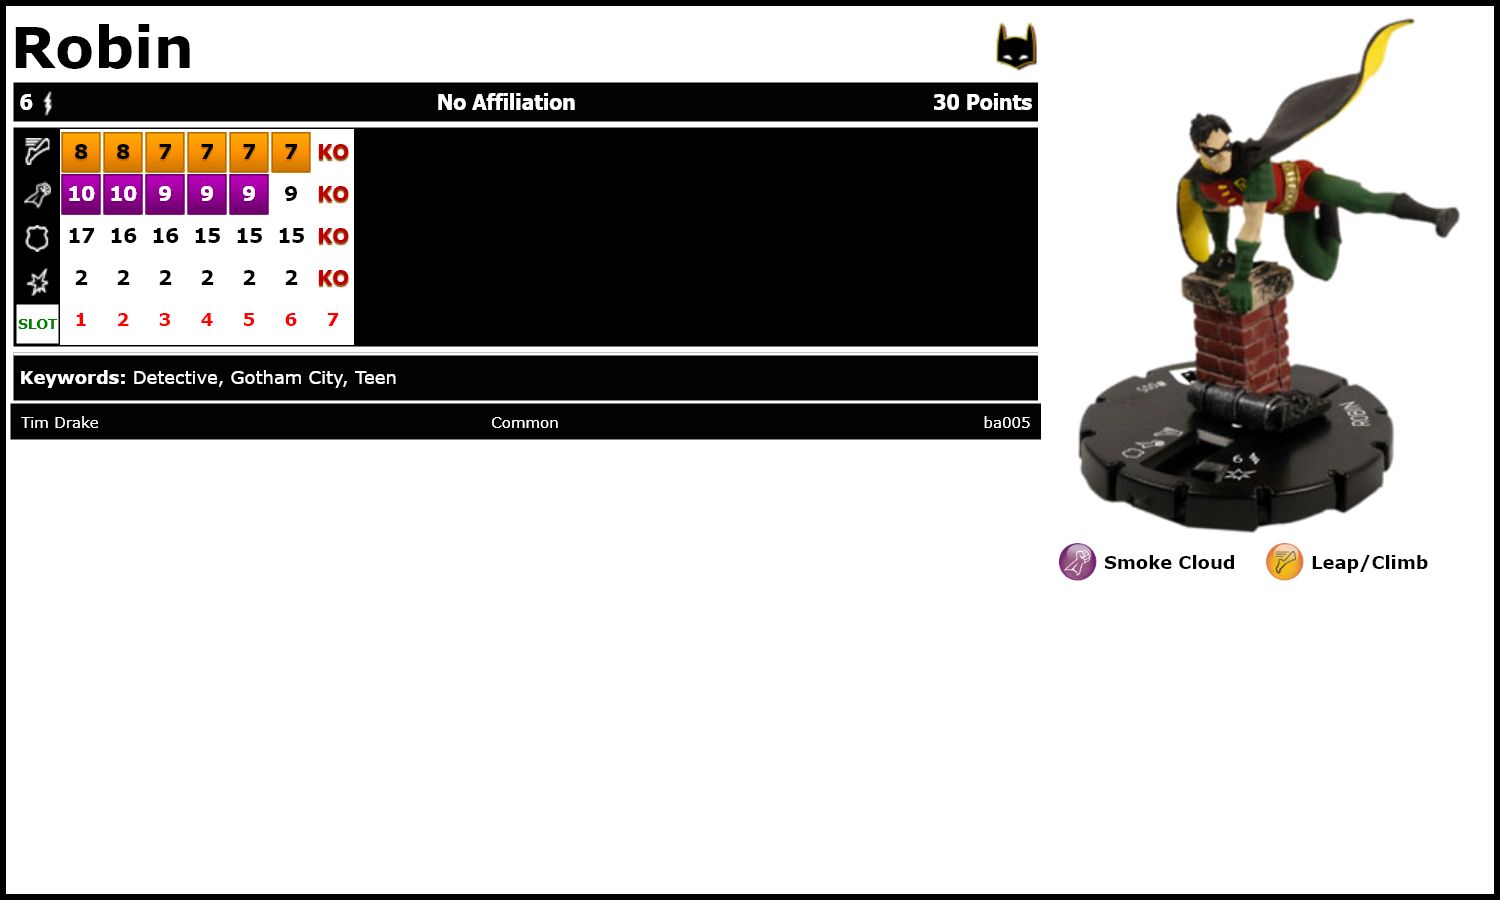 Robin
6 No Affiliation 30 Points
8 8 7 7 7 7 KO
10 10 9 9 9 9 KO
17 16 16 15 15 15 KO
2 2 2 2 2 2 KO
SLOT 1 2 3 4 5 6 7
Keywords: Detective, Gotham City, Teen
Tim Drake Common ba005
ROBIN
6
Smoke Cloud Leap/Climb